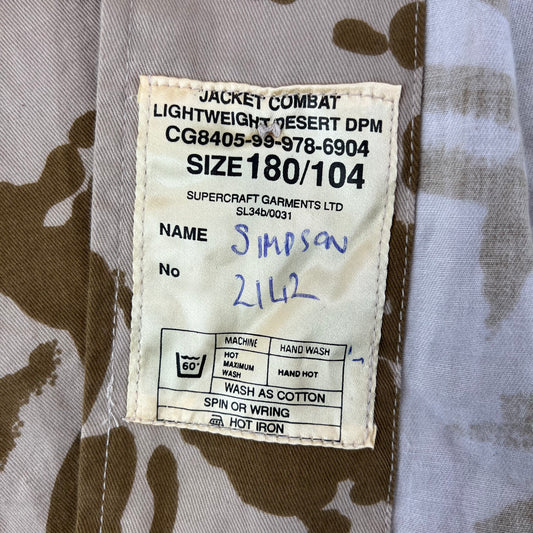 JACKET COMBAT
LIGHTWEIGHT DESERT DPM
CG8405-99-978-6904
SIZE 180/104
SUPERCRAFT GARMENTS LTD
SL34b/0031
NAME SIMPSON
No 2142
MACHINE HAND WASH
60° HOT MAXIMUM WASH HAND HOT
WASH AS COTTON
SPIN OR WRING
HOT IRON